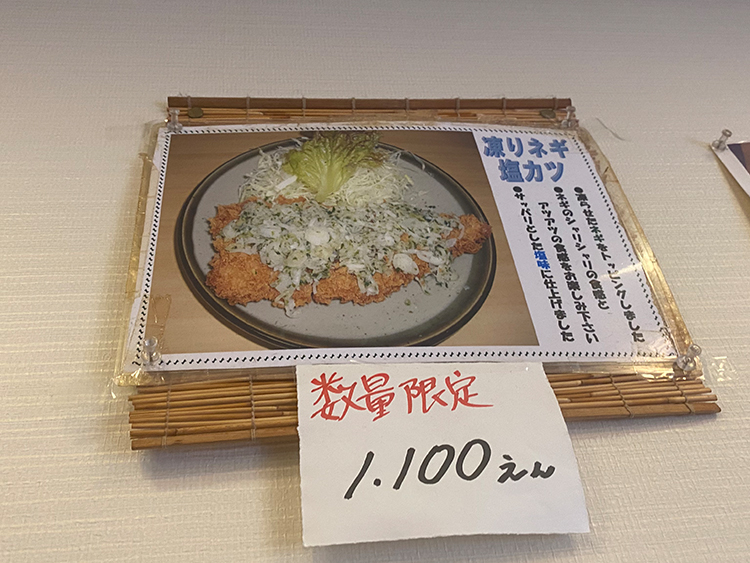 凍りネギ
塩カツ
●凍らせたネギをトッピングしました
●ネギのシャリシャリの食感と
アツアツの食感をお楽しみ下さい
●サッパリとした塩味に仕上げました
数量限定
1.100えん